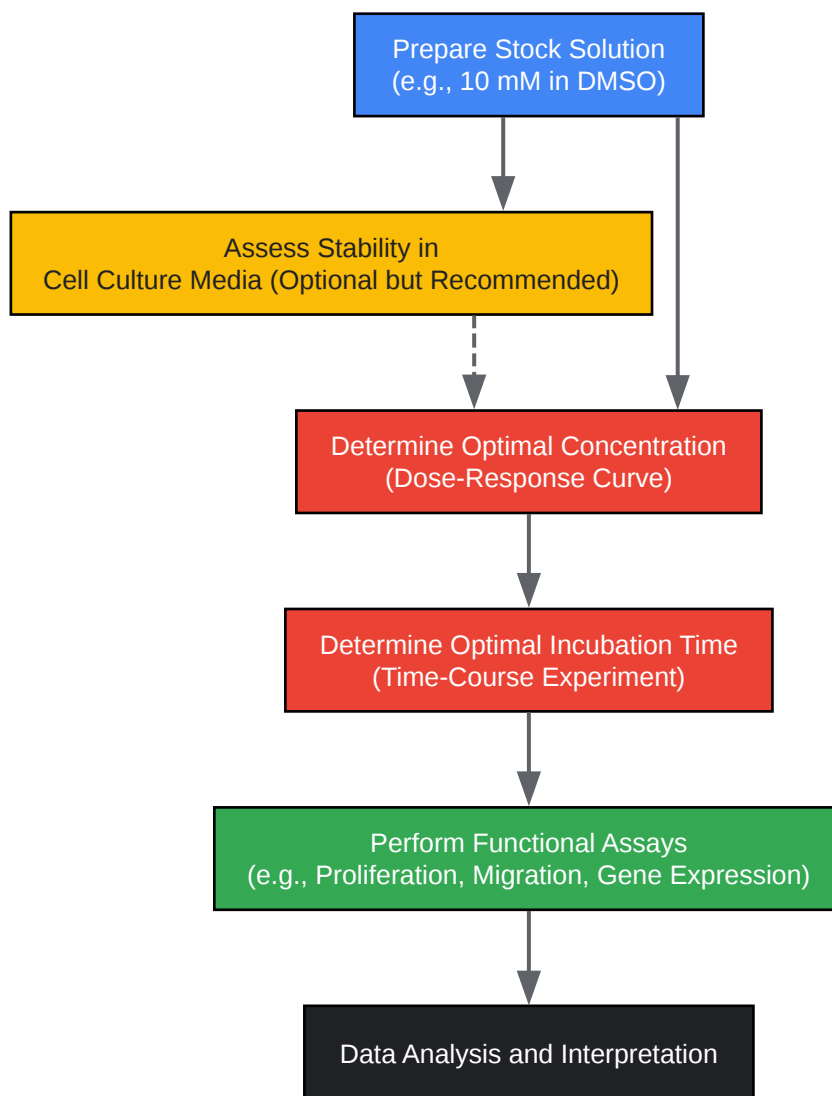 Prepare Stock Solution
(e.g., 10 mM in DMSO)
Assess Stability in
Cell Culture Media (Optional but Recommended)
Determine Optimal Concentration
(Dose-Response Curve)
Determine Optimal Incubation Time
(Time-Course Experiment)
Perform Functional Assays
(e.g., Proliferation, Migration, Gene Expression)
Data Analysis and Interpretation